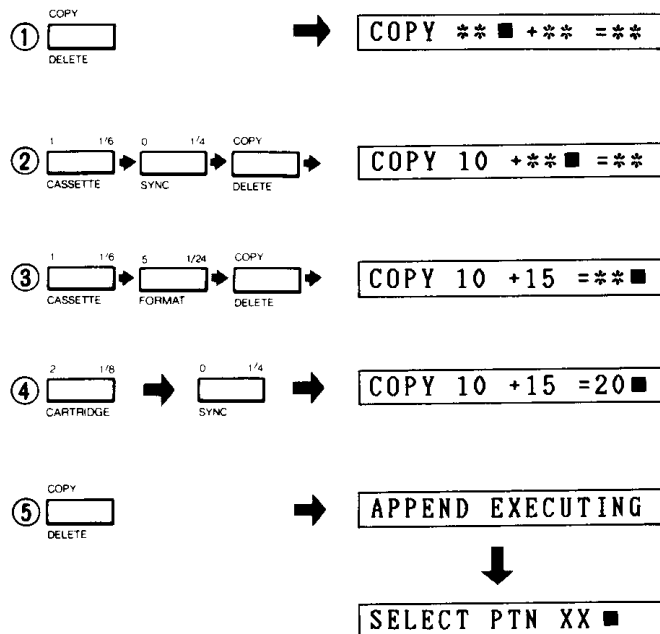 COPY
① DELETE
COPY ** ■ +** =**
1 1/6 0 1/4 COPY
② CASSETTE SYNC DELETE
COPY 10 +** ■ =**
1 1/6 5 1/24 COPY
③ CASSETTE FORMAT DELETE
COPY 10 +15 =** ■
2 1/8 0 1/4
④ CARTRIDGE SYNC
COPY 10 +15 =20 ■
COPY
⑤ DELETE
APPEND EXECUTING
SELECT PTN XX ■